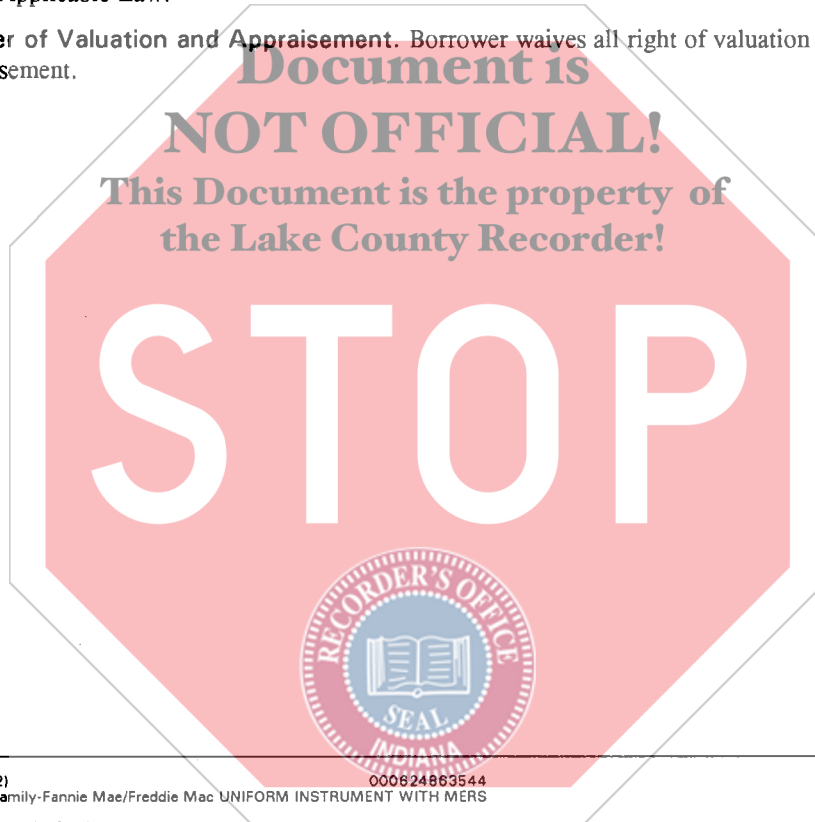 Applicable Law.
er of Valuation and Appraisement. Borrower waives all right of valuation
sement.
Document is
NOT OFFICIAL!
This Document is the property of
the Lake County Recorder!
STOP
RECORDER'S OFFICE
SEAL
INDIANA
2)
000624863544
amily-Fannie Mae/Freddie Mac UNIFORM INSTRUMENT WITH MERS